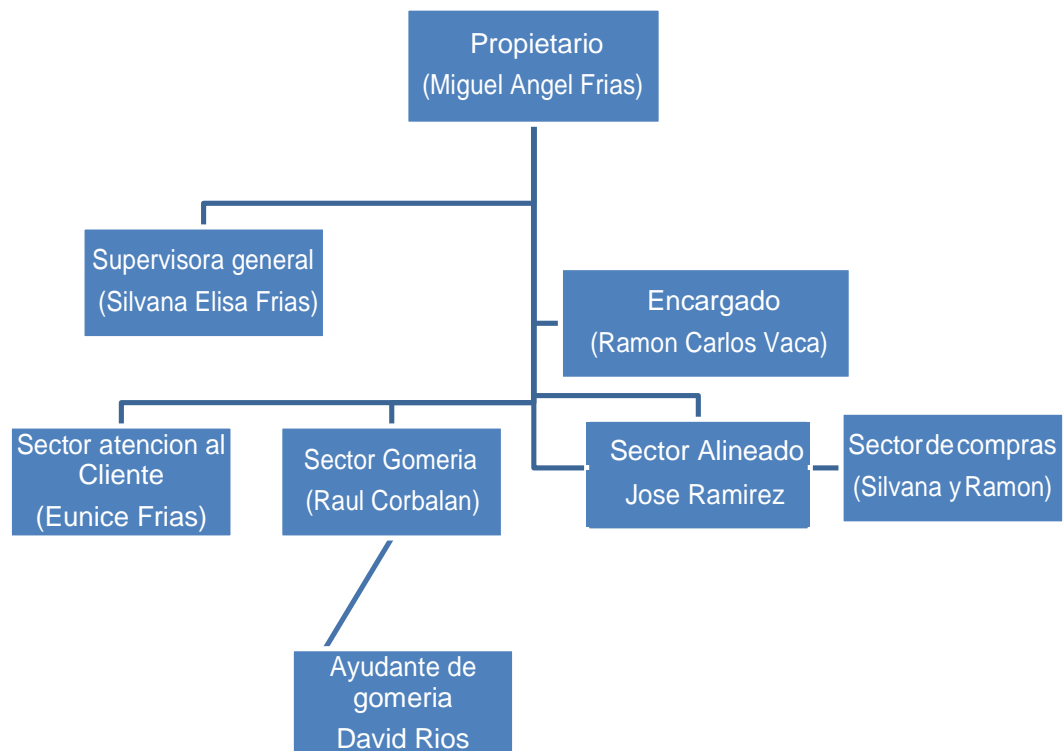 Propietario
(Miguel Angel Frias)
Supervisora general
(Silvana Elisa Frias)
Encargado
(Ramon Carlos Vaca)
Sector atencion al
Cliente
(Eunice Frias)
Sector Gomeria
(Raul Corbalan)
Sector Alineado
Jose Ramirez
Sector de compras
(Silvana y Ramon)
Ayudante de
gomeria
David Rios